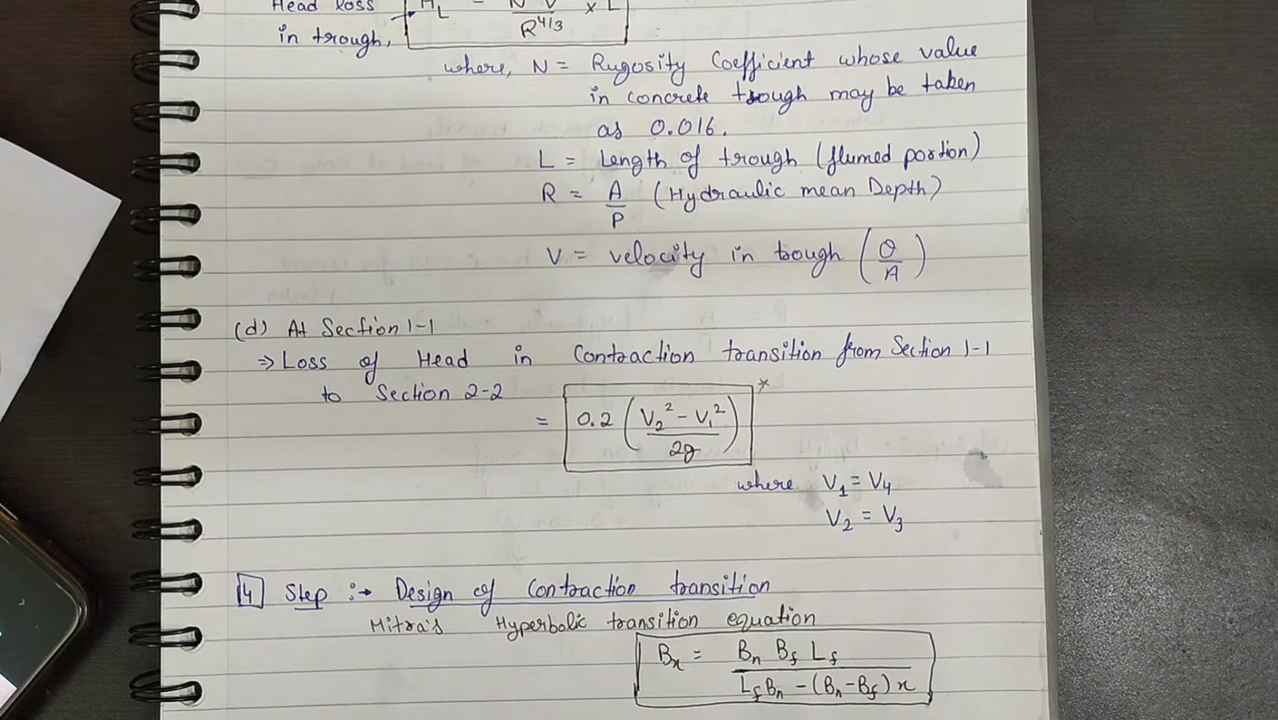 Head loss
in trough, → H_L = N² V² / R^4/3 × L
where, N = Rugosity Coefficient whose value
in concrete trough may be taken
as 0.016.
L = Length of trough (flumed portion)
R = A/P (Hydraulic mean Depth)
V = velocity in tough (Q/A)
(d) At Section 1-1
⇒ Loss of Head in Contraction transition from Section 1-1
to Section 2-2
= 0.2 ( (V₂² - V₁²) / 2g ) *
where V₁ = V₄
V₂ = V₃
4 Step :→ Design of Contraction transition
Mitra's Hyperbolic transition equation
Bx = Bn Bf Lf / (Lf Bn - (Bn - Bf) x)